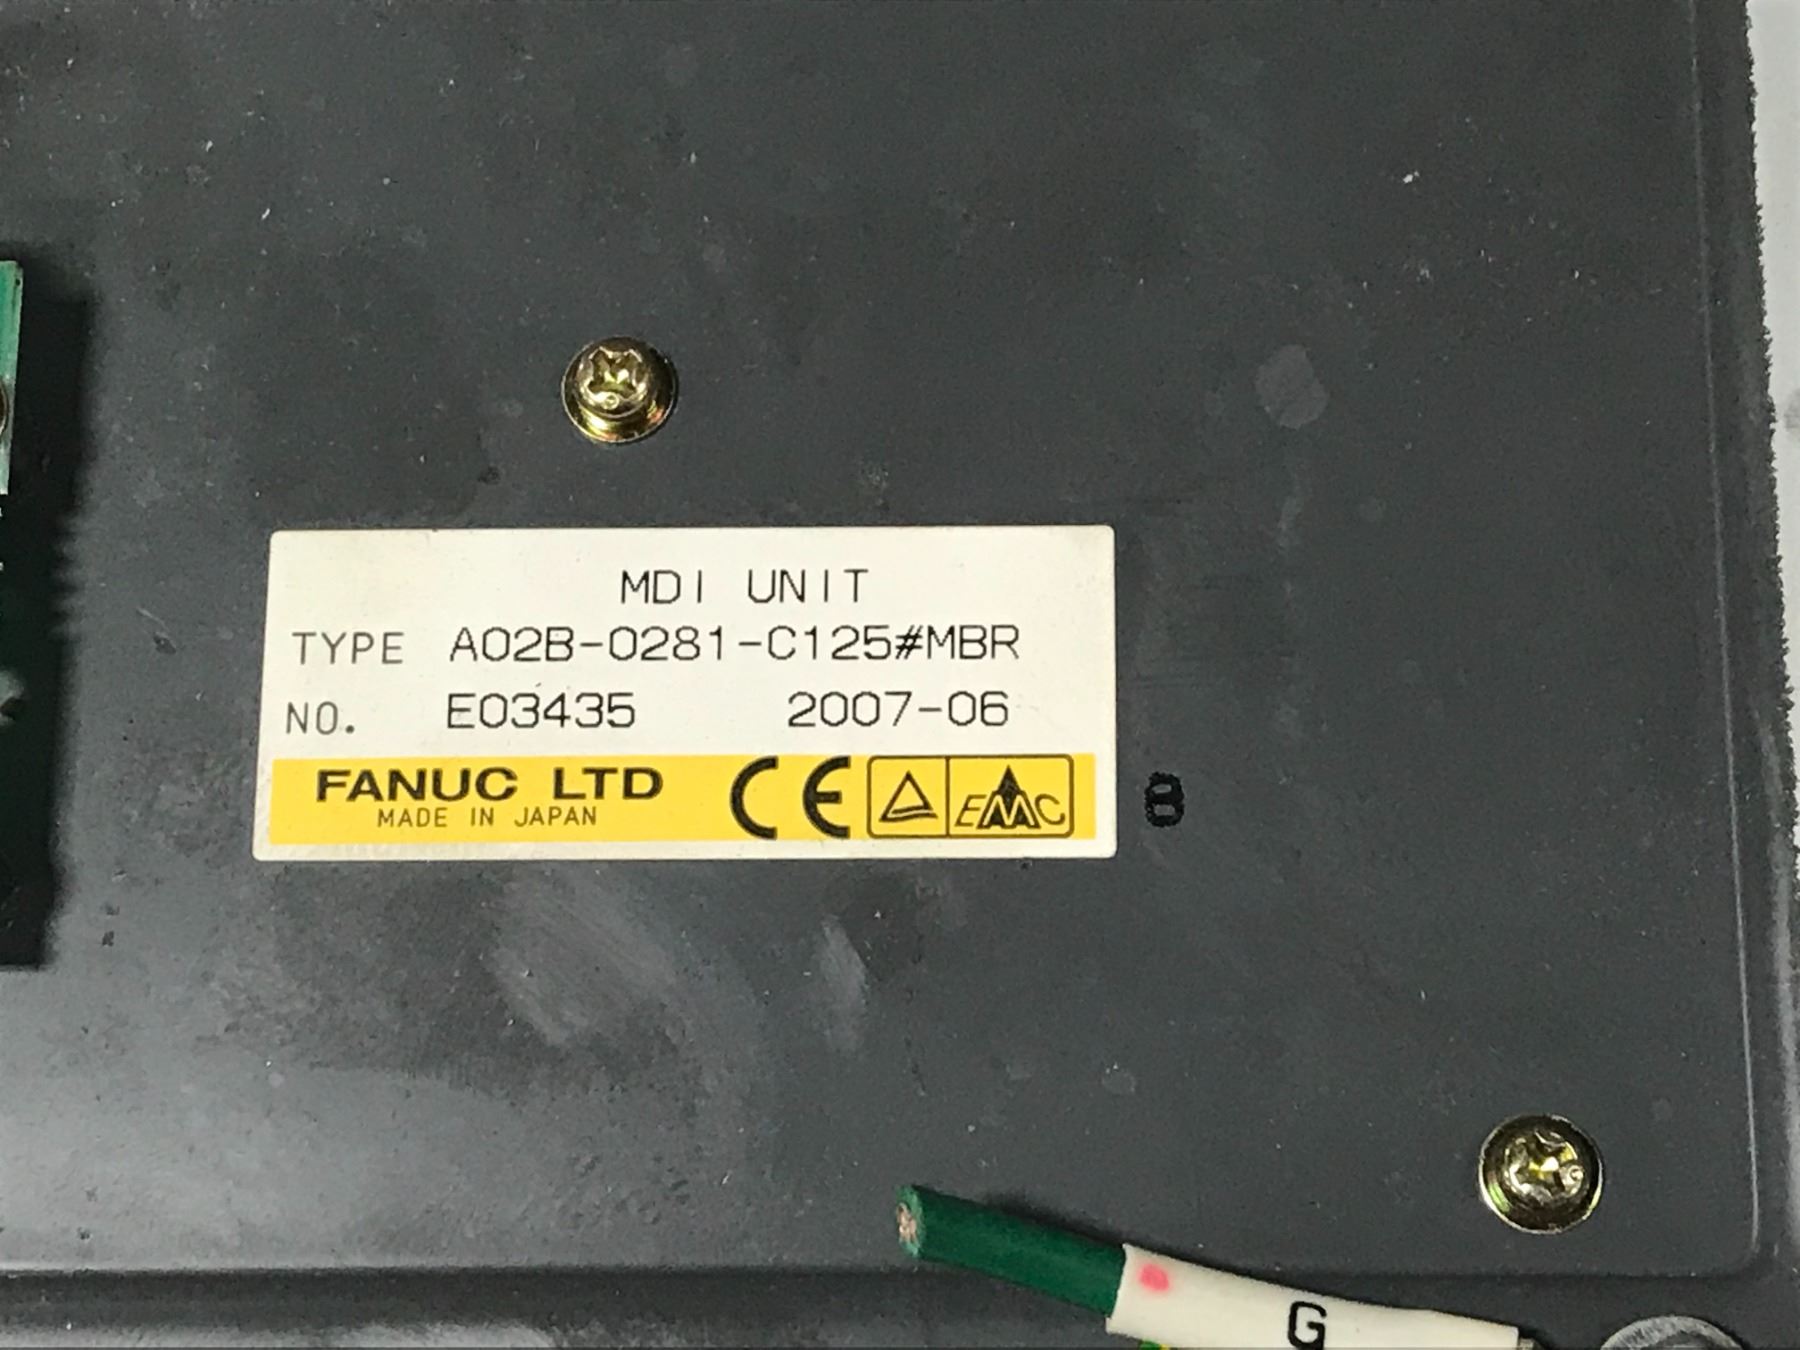 MDI UNIT
TYPE A02B-0281-C125#MBR
NO. E03435 2007-06
FANUC LTD
MADE IN JAPAN
CE EMC
8
G